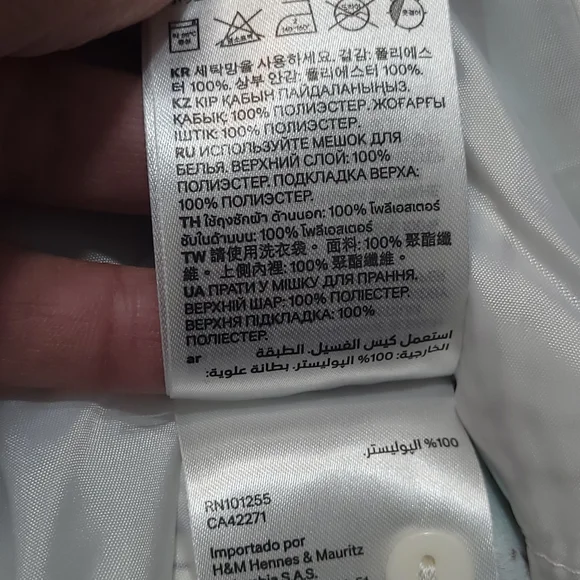 KR 세탁망을 사용하세요. 겉감: 폴리에스
터 100%. 상부 안감: 폴리에스터 100%.
KZ КІР ҚАБЫН ПАЙДАЛАНЫҢЫЗ.
ҚАБЫҚ: 100% ПОЛИЭСТЕР. ЖОҒАРҒЫ
ІШТІК: 100% ПОЛИЭСТЕР.
RU ИСПОЛЬЗУЙТЕ МЕШОК ДЛЯ
БЕЛЬЯ. ВЕРХНИЙ СЛОЙ: 100%
ПОЛИЭСТЕР. ПОДКЛАДКА ВЕРХА:
100% ПОЛИЭСТЕР.
TH ใช้ถุงซักผ้า ด้านนอก: 100% โพลีเอสเตอร์
ซับในด้านบน: 100% โพลีเอสเตอร์
TW 請使用洗衣袋。 面料: 100% 聚酯纖
維。 上側內裡: 100% 聚酯纖維。
UA ПРАТИ У МІШКУ ДЛЯ ПРАННЯ.
ВЕРХНІЙ ШАР: 100% ПОЛІЕСТЕР.
ВЕРХНЯ ПІДКЛАДКА: 100%
ПОЛІЕСТЕР.
ar استعمل كيس الغسيل. الطبقة
الخارجية: 100% البوليستر. بطانة علوية:
100% البوليستر.
RN101255
CA42271
Importado por
H&M Hennes & Mauritz
S.A.S.